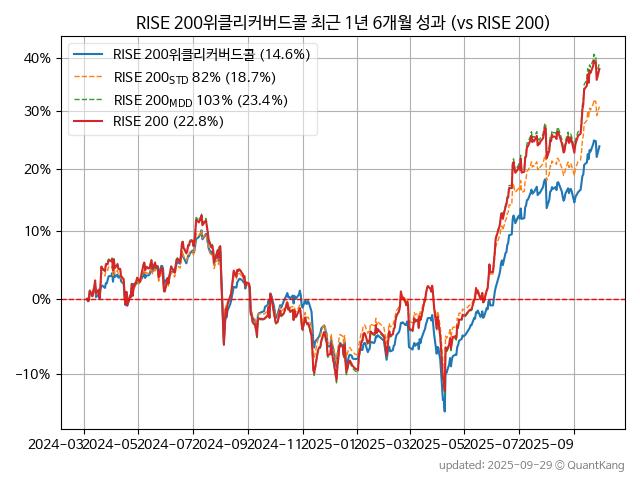 RISE 200위클리커버드콜 최근 1년 6개월 성과 (vs RISE 200)
RISE 200위클리커버드콜 (14.6%)
RISE 200STD 82% (18.7%)
RISE 200MDD 103% (23.4%)
RISE 200 (22.8%)
40%
30%
20%
10%
0%
−10%
2024-03
2024-05
2024-07
2024-09
2024-11
2025-01
2025-03
2025-05
2025-07
2025-09
updated: 2025-09-29 © QuantKang